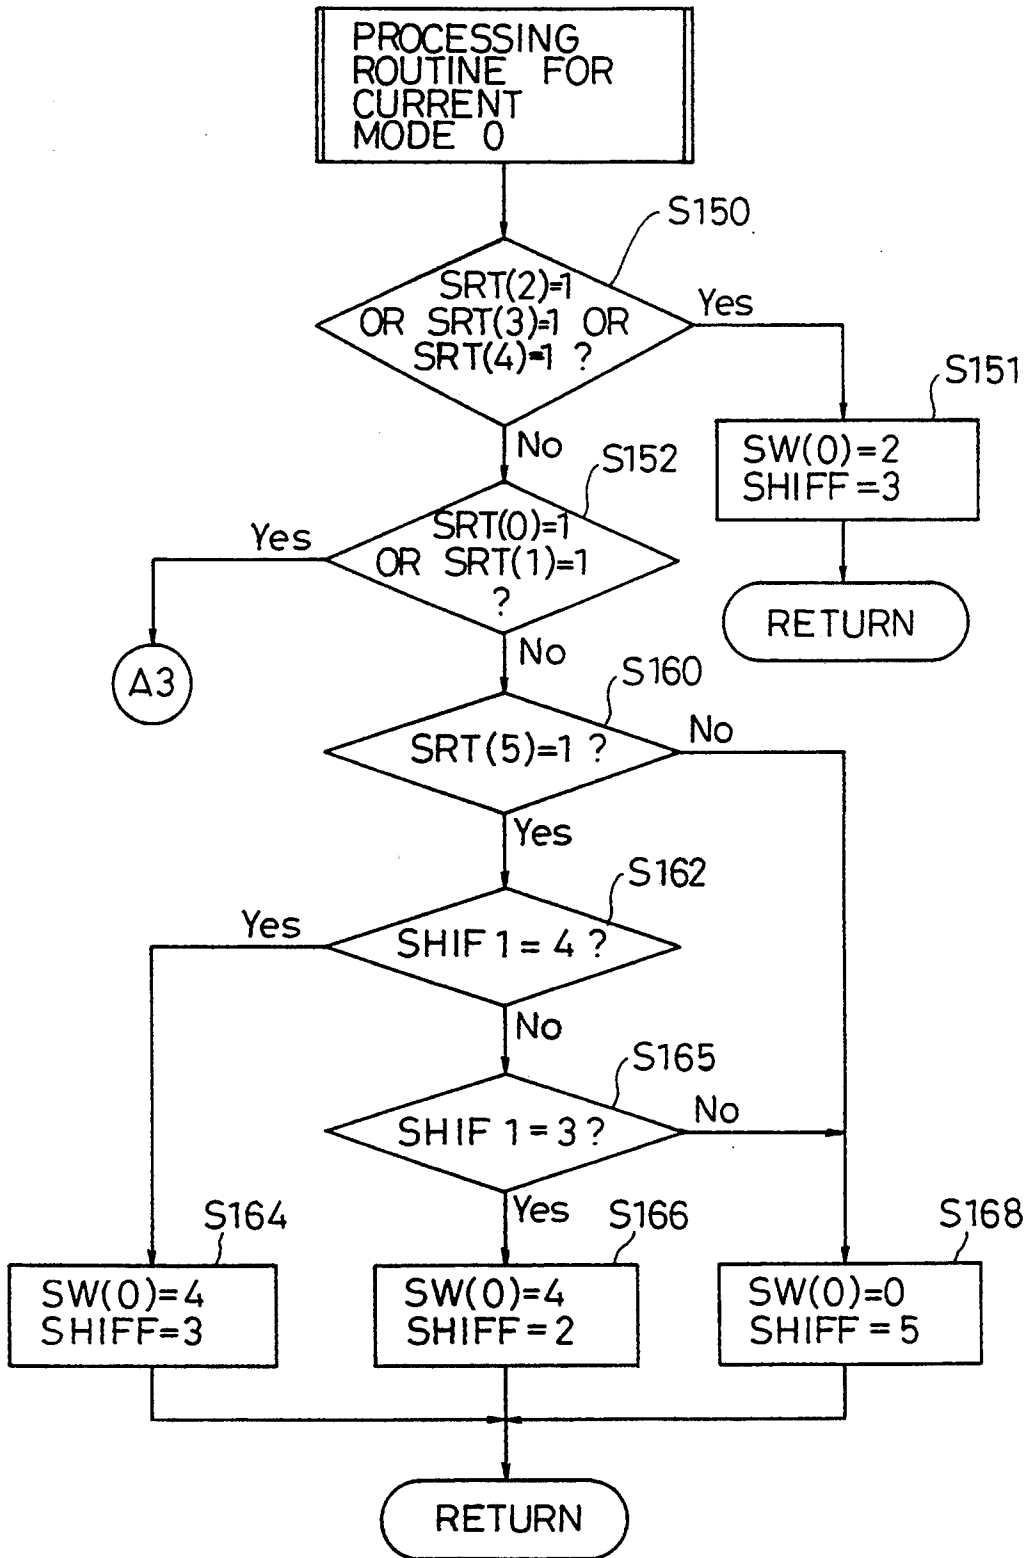 PROCESSING
ROUTINE FOR
CURRENT
MODE 0
S150
SRT(2)=1
OR SRT(3)=1 OR
SRT(4)=1 ?
Yes
S151
SW(0)=2
SHIFF=3
No
S152
SRT(0)=1
OR SRT(1)=1
?
Yes
RETURN
A3
No
S160
SRT(5)=1 ?
No
Yes
S162
SHIF 1 = 4 ?
Yes
No
S165
SHIF 1 = 3 ?
No
Yes
S164
SW(0)=4
SHIFF=3
S166
SW(0)=4
SHIFF=2
S168
SW(0)=0
SHIFF=5
RETURN